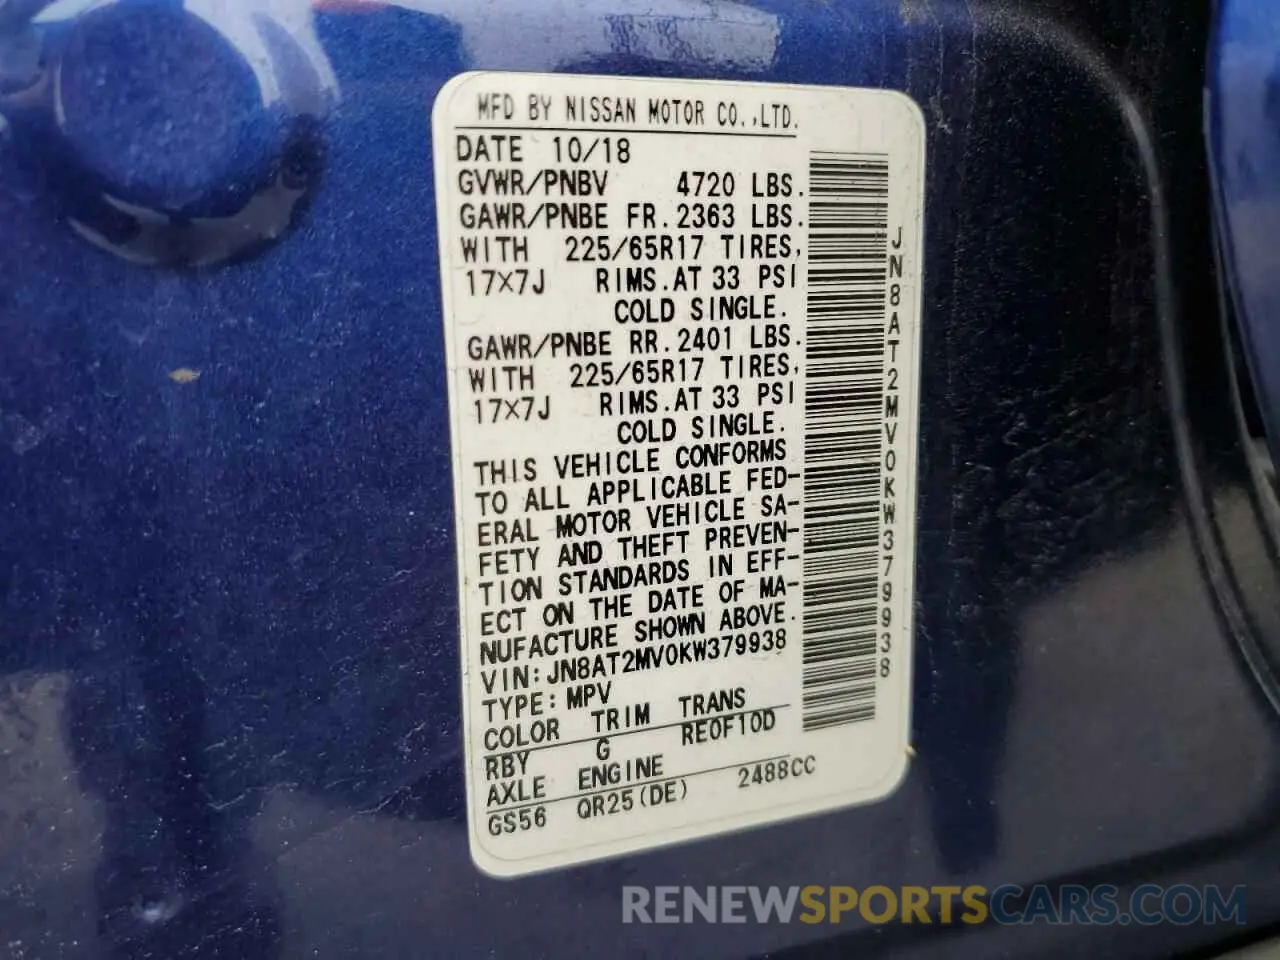 MFD BY NISSAN MOTOR CO.,LTD.
DATE 10/18
GVWR/PNBV 4720 LBS.
GAWR/PNBE FR.2363 LBS.
WITH 225/65R17 TIRES,
17×7J RIMS.AT 33 PSI
COLD SINGLE.
GAWR/PNBE RR.2401 LBS.
WITH 225/65R17 TIRES,
17×7J RIMS.AT 33 PSI
COLD SINGLE.
THIS VEHICLE CONFORMS
TO ALL APPLICABLE FED-
ERAL MOTOR VEHICLE SA-
FETY AND THEFT PREVEN-
TION STANDARDS IN EFF-
ECT ON THE DATE OF MA-
NUFACTURE SHOWN ABOVE.
VIN:JN8AT2MV0KW379938
TYPE:MPV
COLOR TRIM TRANS
RBY G RE0F10D
AXLE ENGINE
GS56 QR25(DE) 2488CC
JN8AT2MV0KW379938
RENEWSPORTSCARS.COM